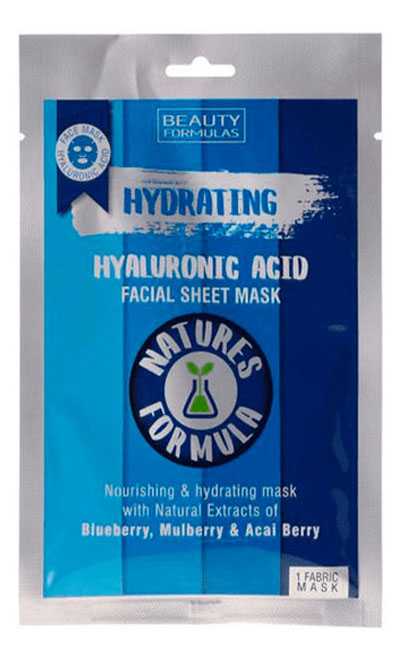 BEAUTY
FORMULAS
FACE MASK
HYALURONIC ACID
HYDRATING
HYALURONIC ACID
FACIAL SHEET MASK
NATURES
FORMULA
Nourishing & hydrating mask
with Natural Extracts of
Blueberry, Mulberry & Acai Berry
1 FABRIC
MASK